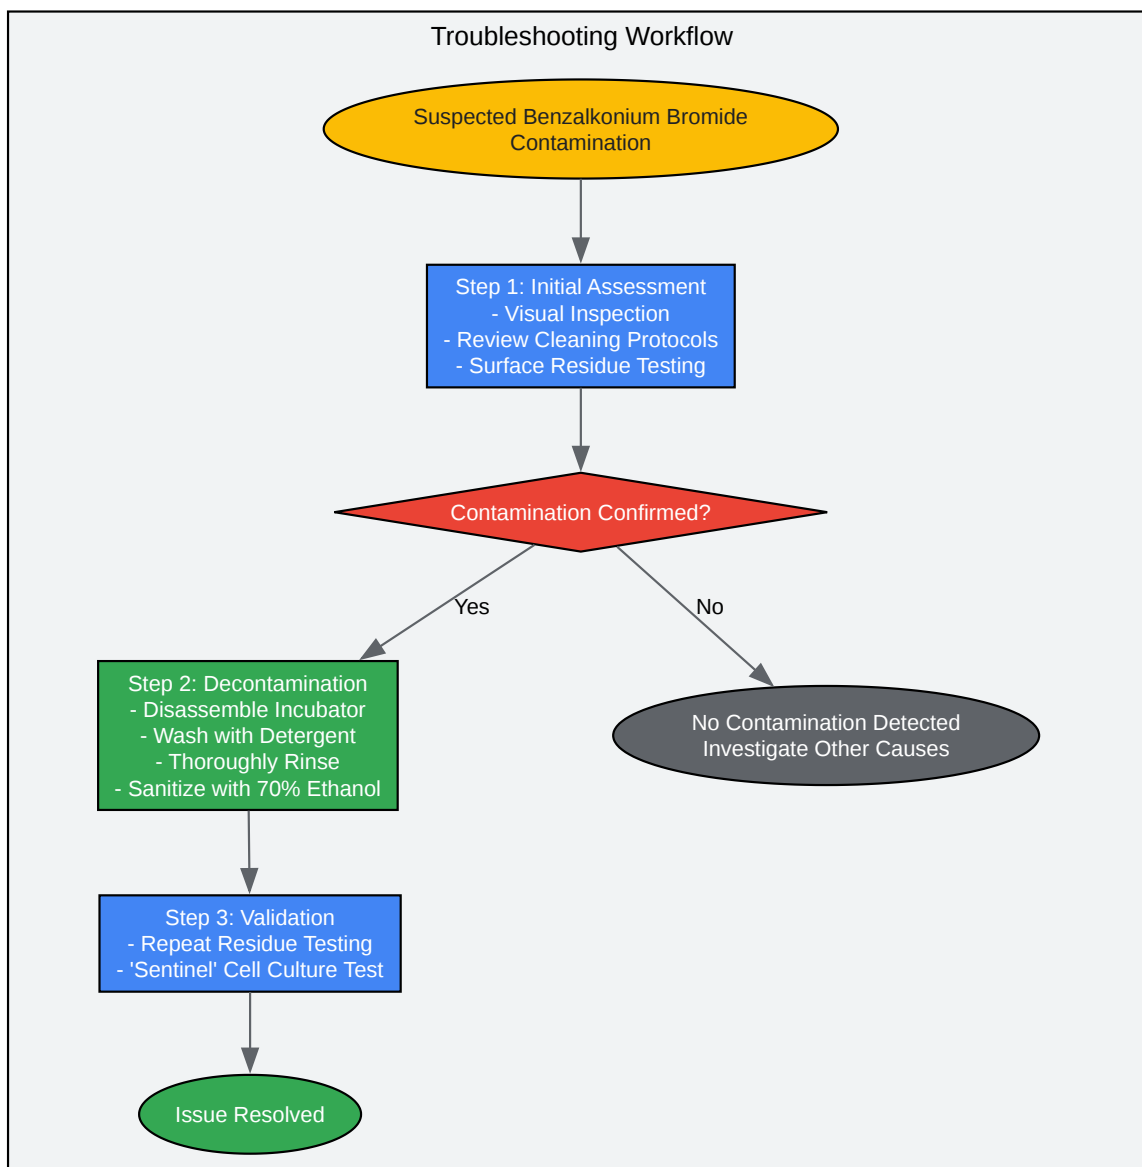 Troubleshooting Workflow
Suspected Benzalkonium Bromide
Contamination
Step 1: Initial Assessment
- Visual Inspection
- Review Cleaning Protocols
- Surface Residue Testing
Contamination Confirmed?
Yes
No
Step 2: Decontamination
- Disassemble Incubator
- Wash with Detergent
- Thoroughly Rinse
- Sanitize with 70% Ethanol
No Contamination Detected
Investigate Other Causes
Step 3: Validation
- Repeat Residue Testing
- 'Sentinel' Cell Culture Test
Issue Resolved